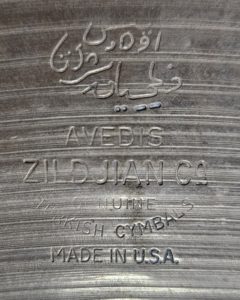 AVEDIS
ZILDJIAN Co
GENUINE
TURKISH CYMBALS
MADE IN U.S.A.